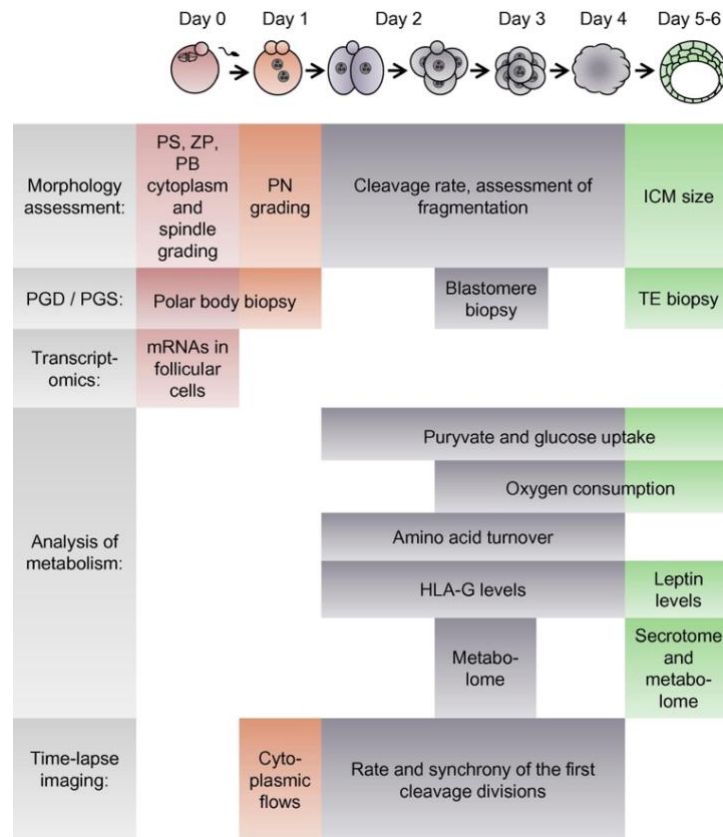 Day 0 Day 1 Day 2 Day 3 Day 4 Day 5-6
Morphology
assessment:
PS, ZP,
PB
cytoplasm
and
spindle
grading
PN
grading
Cleavage rate, assessment of
fragmentation
ICM size
PGD / PGS:
Polar body biopsy
Blastomere
biopsy
TE biopsy
Transcript-
omics:
mRNAs in
follicular
cells
Analysis of
metabolism:
Puryvate and glucose uptake
Oxygen consumption
Amino acid turnover
HLA-G levels
Leptin
levels
Metabo-
lome
Secrotome
and
metabo-
lome
Time-lapse
imaging:
Cyto-
plasmic
flows
Rate and synchrony of the first
cleavage divisions